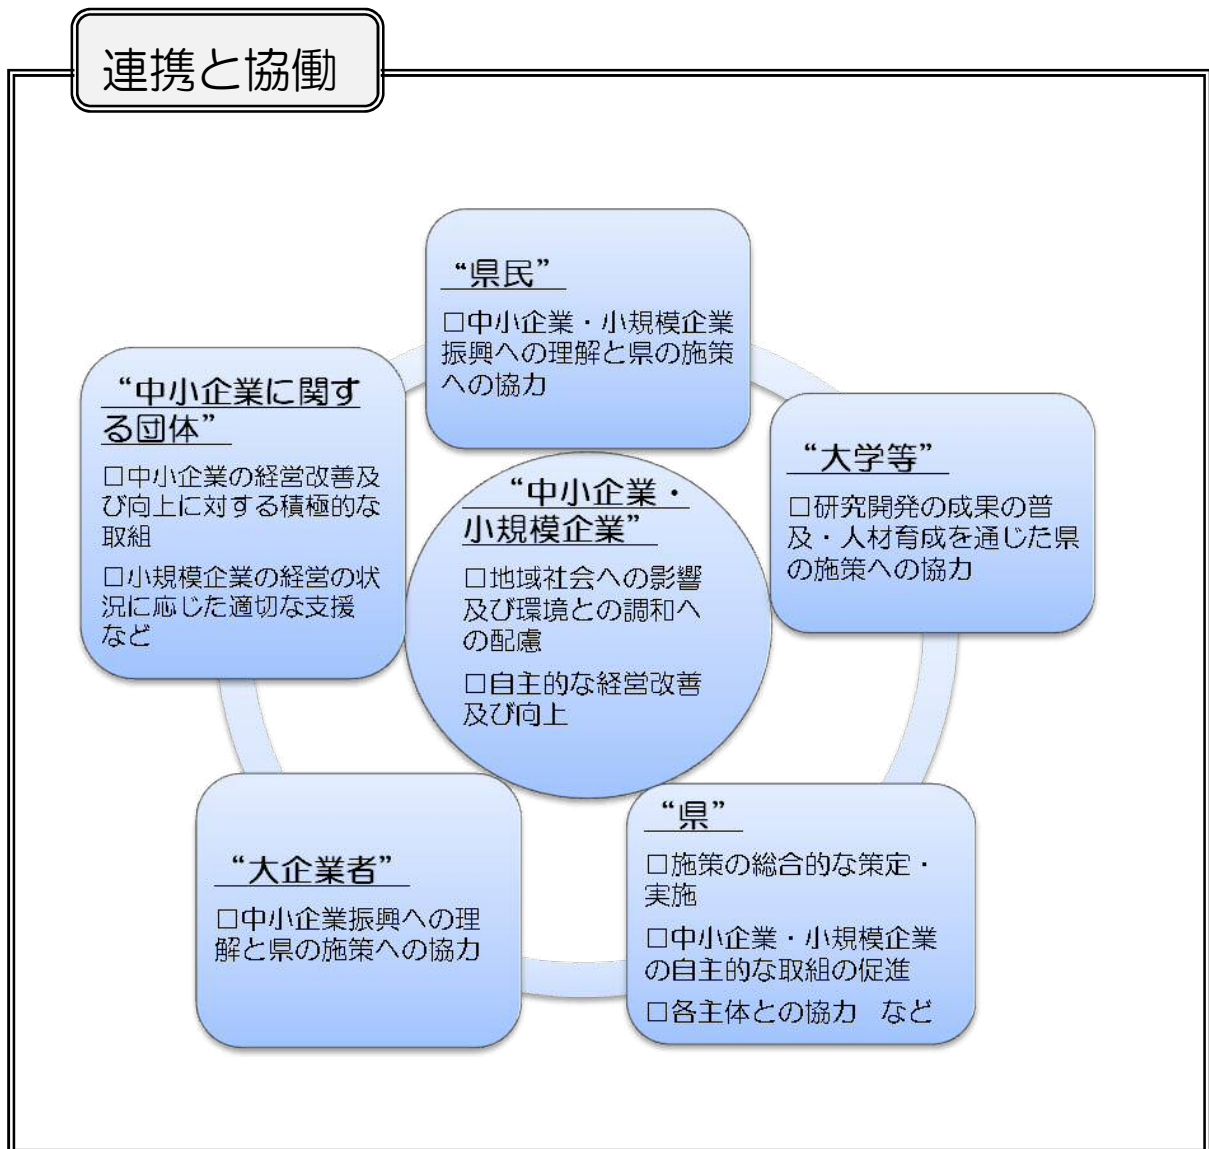 連携と協働
“県民”
□中小企業・小規模企業
振興への理解と県の施策
への協力
“中小企業に関す
る団体”
□中小企業の経営改善及
び向上に対する積極的な
取組
□小規模企業の経営の状
況に応じた適切な支援
など
“大学等”
□研究開発の成果の普
及・人材育成を通じた県
の施策への協力
“中小企業・
小規模企業”
□地域社会への影響
及び環境との調和へ
の配慮
□自主的な経営改善
及び向上
“大企業者”
□中小企業振興への理
解と県の施策への協力
“県”
□施策の総合的な策定・
実施
□中小企業・小規模企業
の自主的な取組の促進
□各主体との協力　など